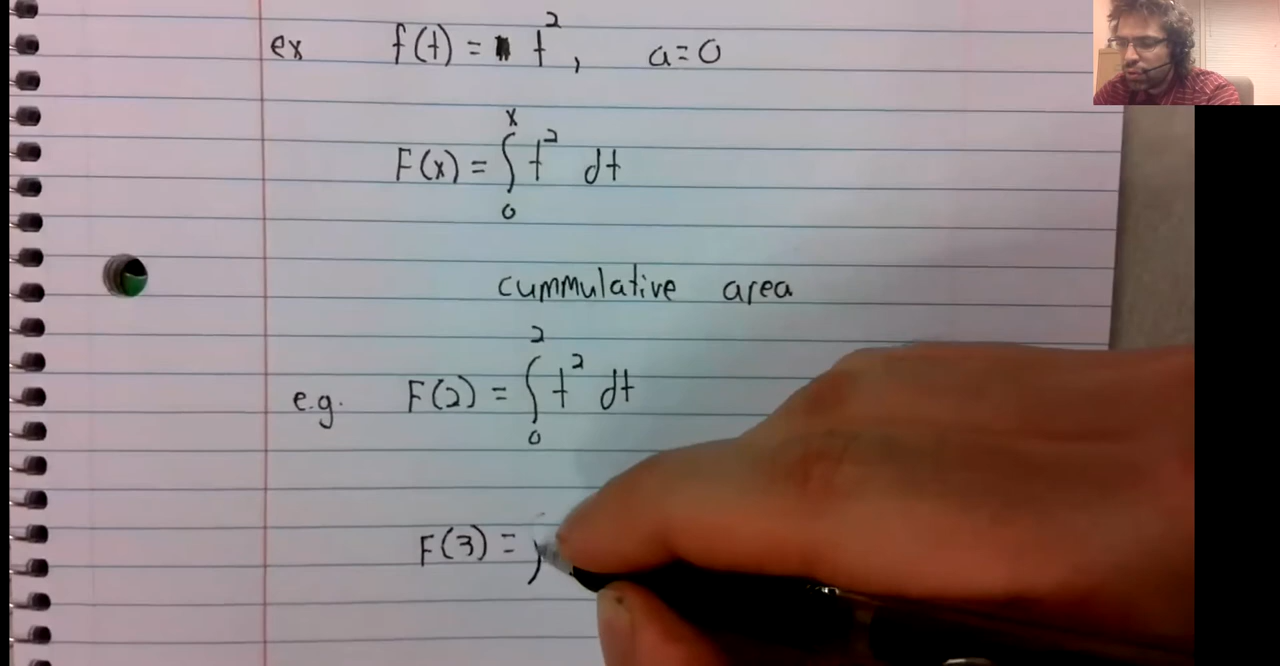 ex f(t) = t², a=0
F(x) = ∫₀ˣ t² dt
cummulative area
e.g. F(2) = ∫₀² t² dt
F(3) = ∫